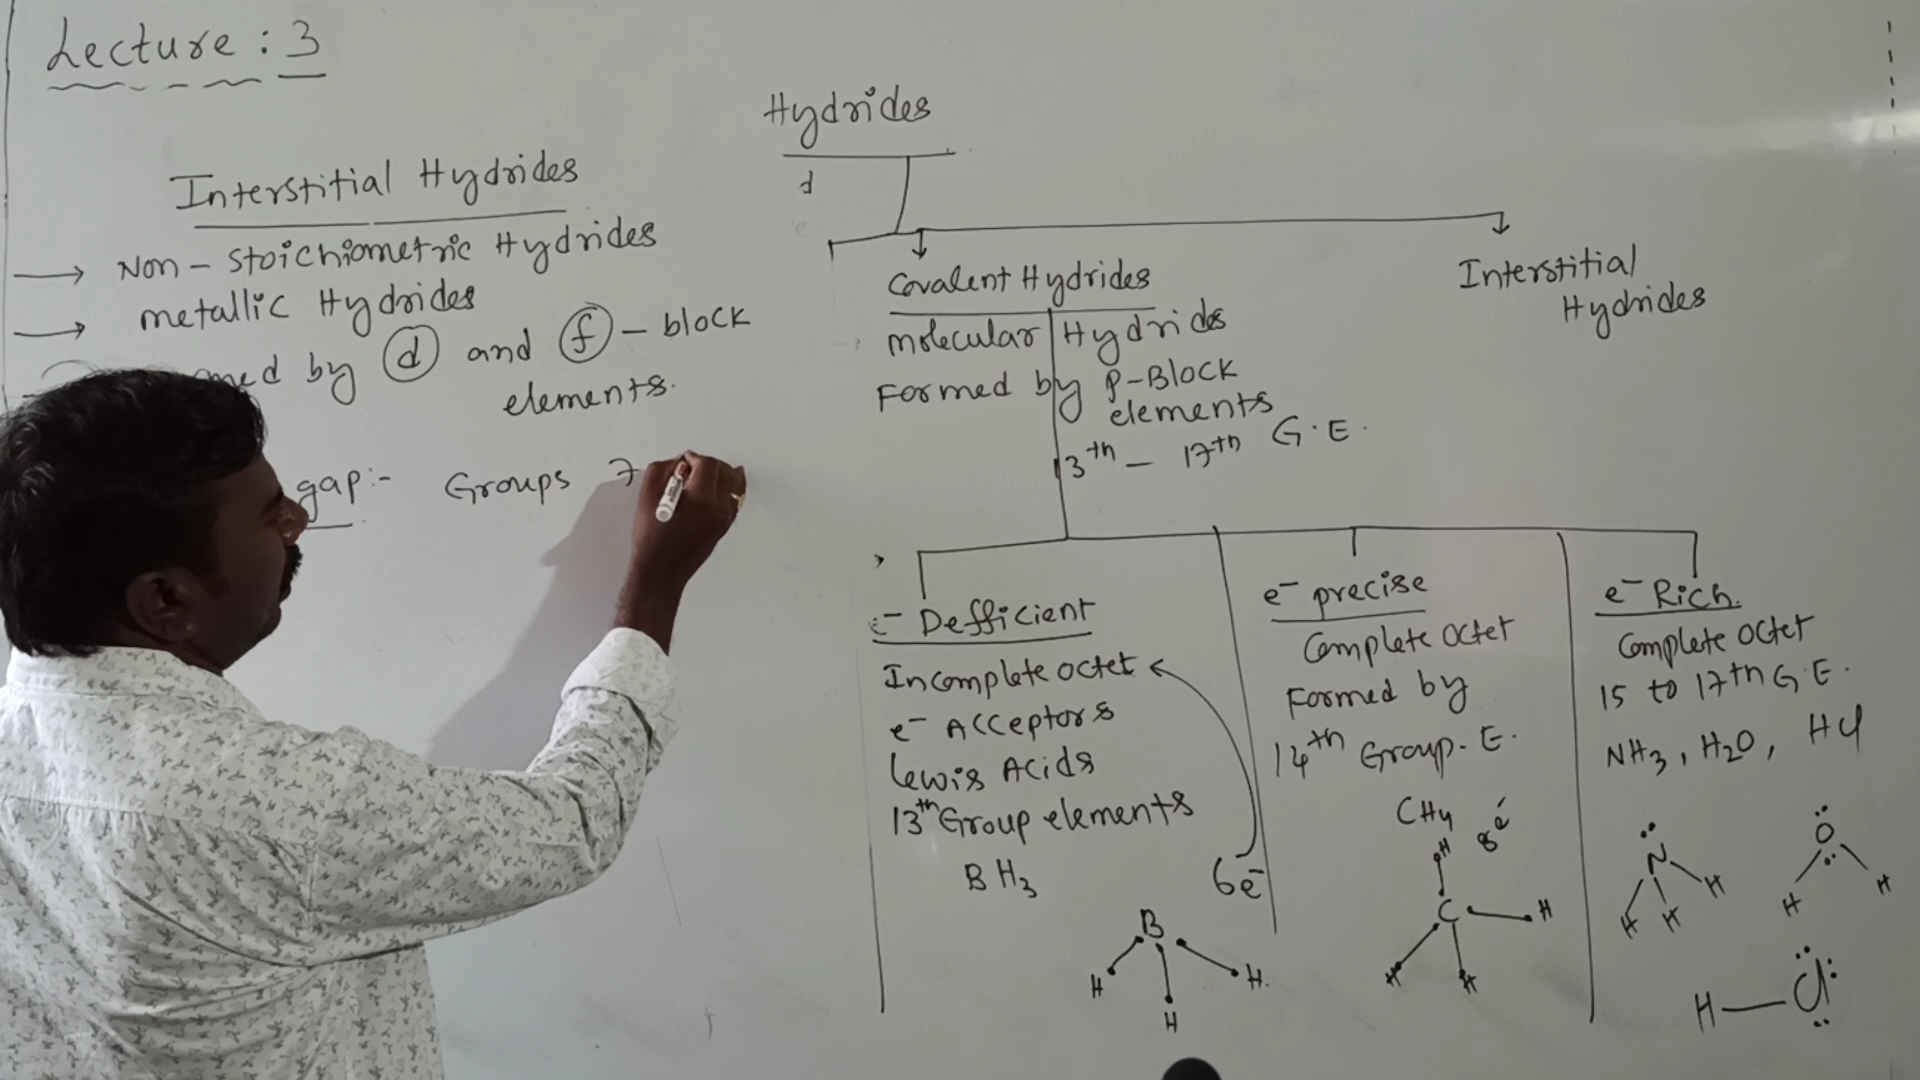 Lecture : 3
Interstitial Hydrides
Non - Stoichiometric Hydrides
metallic Hydrides
by d and f - block
elements.
gap:- Groups 7
Hydrides
d
Covalent Hydrides
molecular Hydrides
Formed by P-Block
elements
13th - 17th G.E.
Interstitial
Hydrides
e- Defficient
Incomplete octet
e- Acceptors
Lewis Acids
13th Group elements
BH3
6e-
B
H
H
H.
e- precise
Complete Octet
Formed by
14th Group. E.
CH4
8e-
H
C
H
H
H
e- Rich.
Complete Octet
15 to 17th G.E.
NH3, H2O, HCl
N
H
H
H
O
H
H
H - Cl